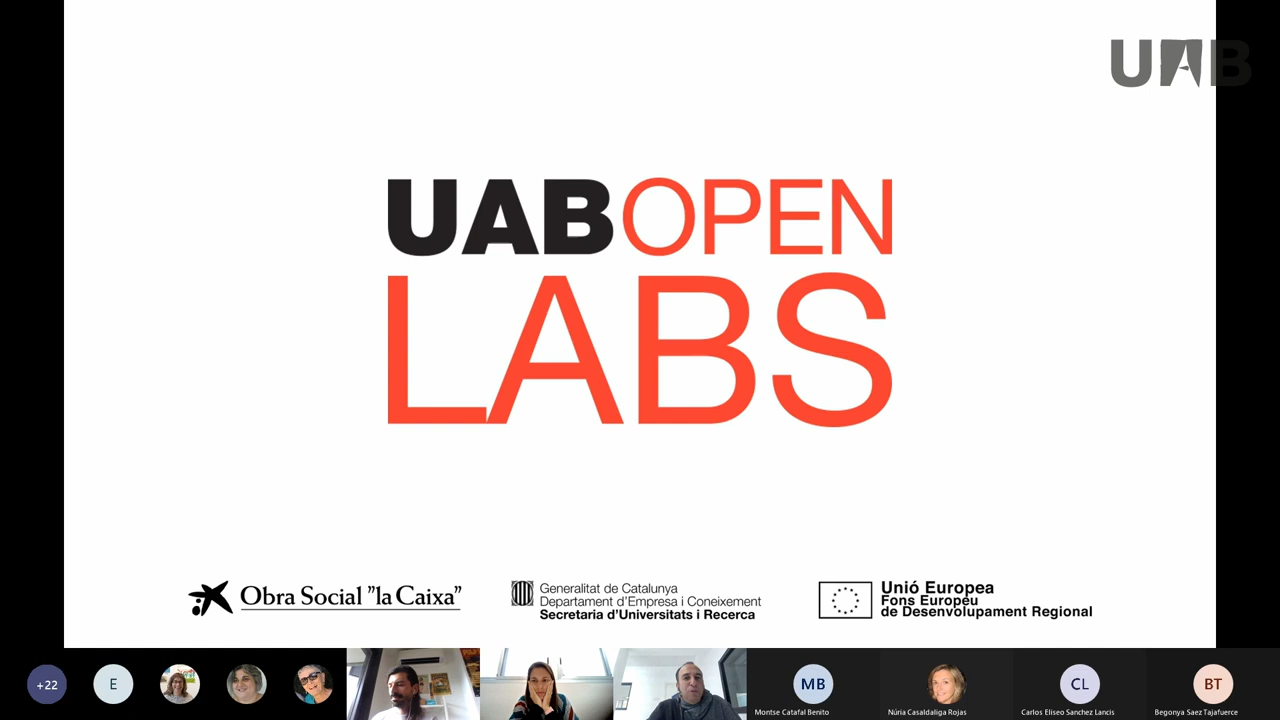 UAB
UABOPEN
LABS
Obra Social "la Caixa"
Generalitat de Catalunya
Departament d'Empresa i Coneixement
Secretaria d'Universitats i Recerca
Unió Europea
Fons Europeu
de Desenvolupament Regional
+22
E
MB
CL
BT
Montse Catafal Benito
Núria Casaldaliga Rojas
Carlos Eliseo Sanchez Lancis
Begonya Saez Tajafuerce